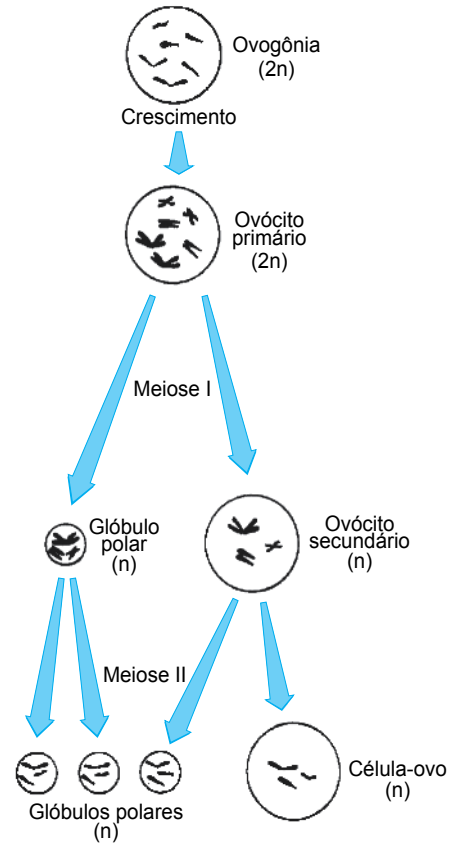 Ovogônia
(2n)
Crescimento
Ovócito
primário
(2n)
Meiose I
Glóbulo
polar
(n)
Ovócito
secundário
(n)
Meiose II
Glóbulos polares
(n)
Célula-ovo
(n)